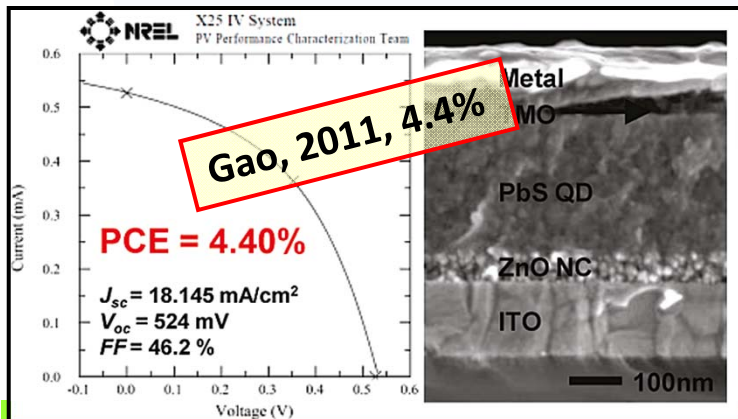 NREL
X25 IV System
PV Performance Characterization Team
Gao, 2011, 4.4%
PCE = 4.40%
Jsc = 18.145 mA/cm²
Voc = 524 mV
FF = 46.2 %
Current (mA)
0.6
0.5
0.4
0.3
0.2
0.1
0.0
-0.1 0.0 0.1 0.2 0.3 0.4 0.5 0.6
Voltage (V)
Metal
MO
PbS QD
ZnO NC
ITO
100nm